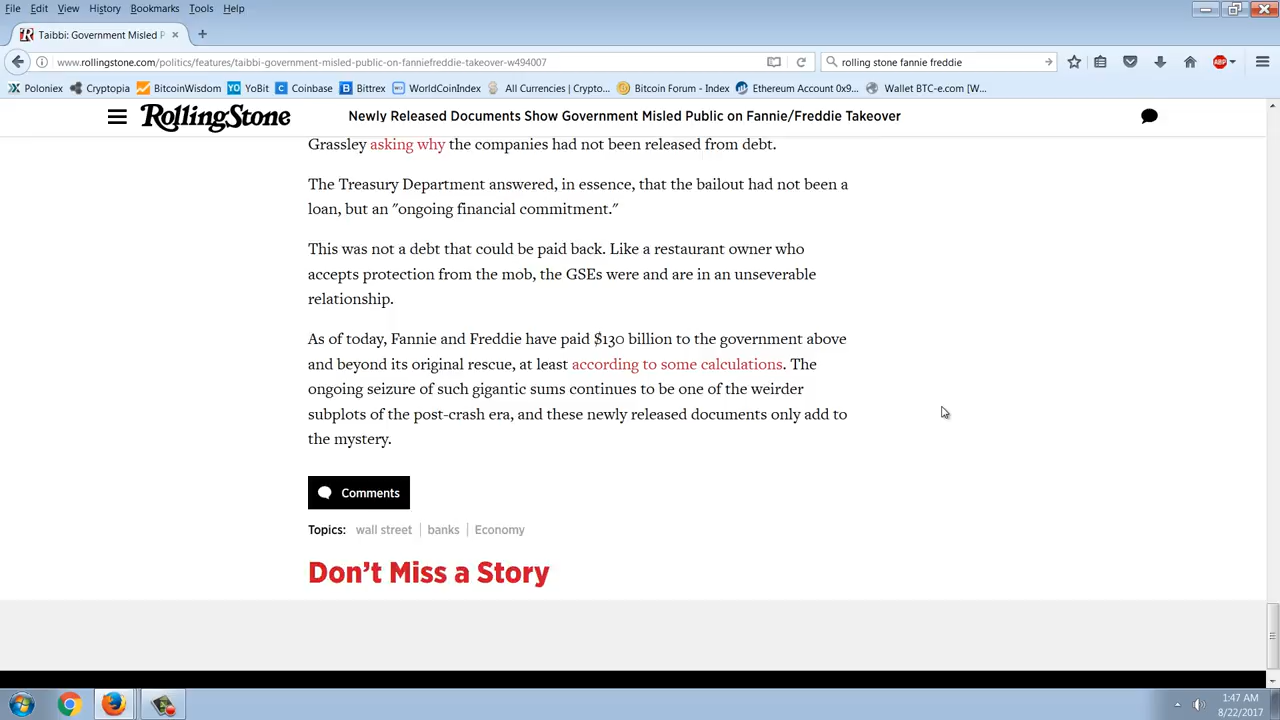 File Edit View History Bookmarks Tools Help
Taibbi: Government Misled P
www.rollingstone.com/politics/features/taibbi-government-misled-public-on-fanniefreddie-takeover-w494007
rolling stone fannie freddie
ABP
Poloniex Cryptopia BitcoinWisdom YoBit Coinbase Bittrex WorldCoinIndex All Currencies | Crypto... Bitcoin Forum - Index Ethereum Account 0x9... Wallet BTC-e.com [W...
RollingStone Newly Released Documents Show Government Misled Public on Fannie/Freddie Takeover
Grassley asking why the companies had not been released from debt.
The Treasury Department answered, in essence, that the bailout had not been a
loan, but an "ongoing financial commitment."
This was not a debt that could be paid back. Like a restaurant owner who
accepts protection from the mob, the GSEs were and are in an unseverable
relationship.
As of today, Fannie and Freddie have paid $130 billion to the government above
and beyond its original rescue, at least according to some calculations. The
ongoing seizure of such gigantic sums continues to be one of the weirder
subplots of the post-crash era, and these newly released documents only add to
the mystery.
Comments
Topics: wall street | banks | Economy
Don't Miss a Story
1:47 AM
8/22/2017